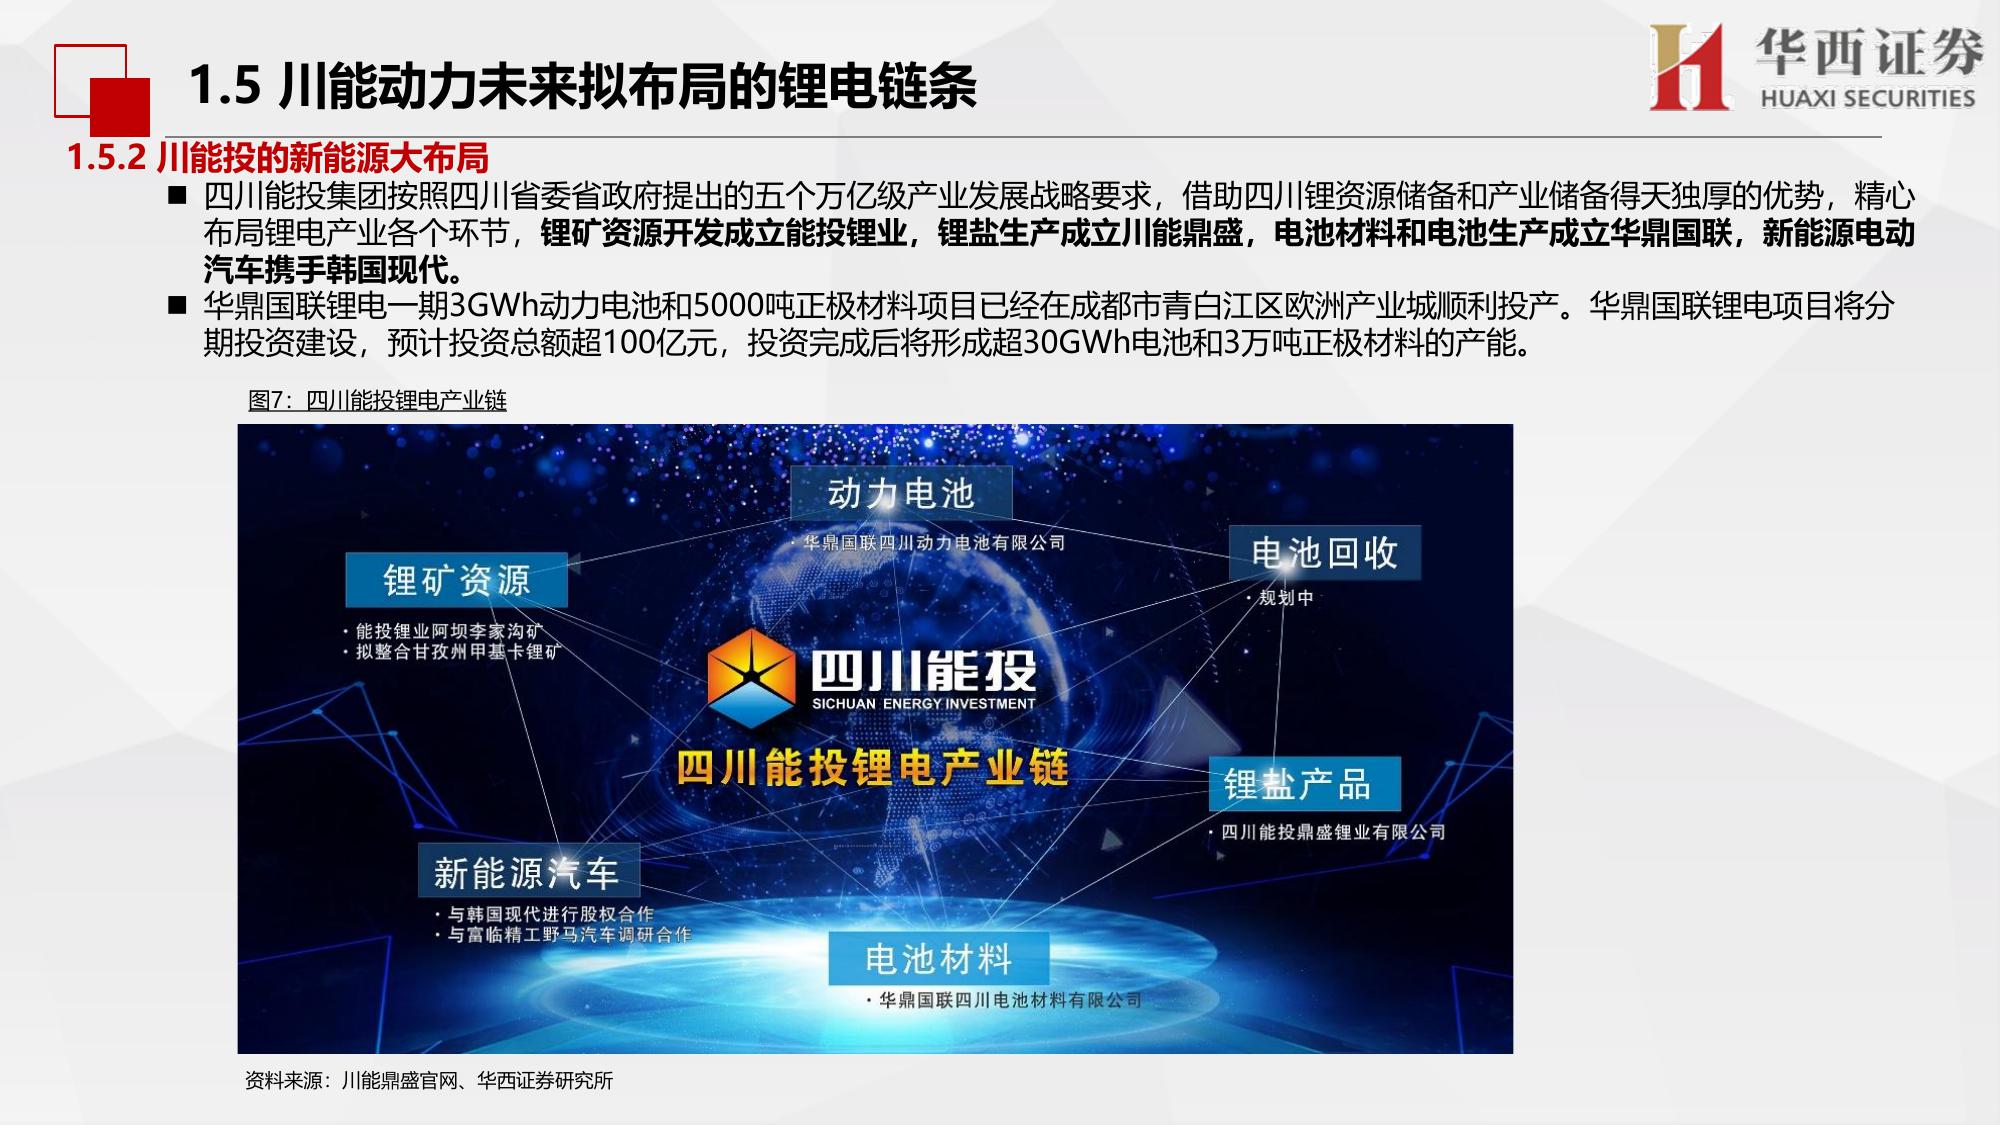 1.5 川能动力未来拟布局的锂电链条
华西证券
HUAXI SECURITIES
1.5.2 川能投的新能源大布局
■ 四川能投集团按照四川省委省政府提出的五个万亿级产业发展战略要求，借助四川锂资源储备和产业储备得天独厚的优势，精心
布局锂电产业各个环节，锂矿资源开发成立能投锂业，锂盐生产成立川能鼎盛，电池材料和电池生产成立华鼎国联，新能源电动
汽车携手韩国现代。
■ 华鼎国联锂电一期3GWh动力电池和5000吨正极材料项目已经在成都市青白江区欧洲产业城顺利投产。华鼎国联锂电项目将分
期投资建设，预计投资总额超100亿元，投资完成后将形成超30GWh电池和3万吨正极材料的产能。
图7：四川能投锂电产业链
动力电池
· 华鼎国联四川动力电池有限公司
电池回收
· 规划中
锂矿资源
· 能投锂业阿坝李家沟矿
· 拟整合甘孜州甲基卡锂矿
四川能投
SICHUAN ENERGY INVESTMENT
四川能投锂电产业链
锂盐产品
· 四川能投鼎盛锂业有限公司
新能源汽车
· 与韩国现代进行股权合作
· 与富临精工野马汽车调研合作
电池材料
· 华鼎国联四川电池材料有限公司
资料来源：川能鼎盛官网、华西证券研究所